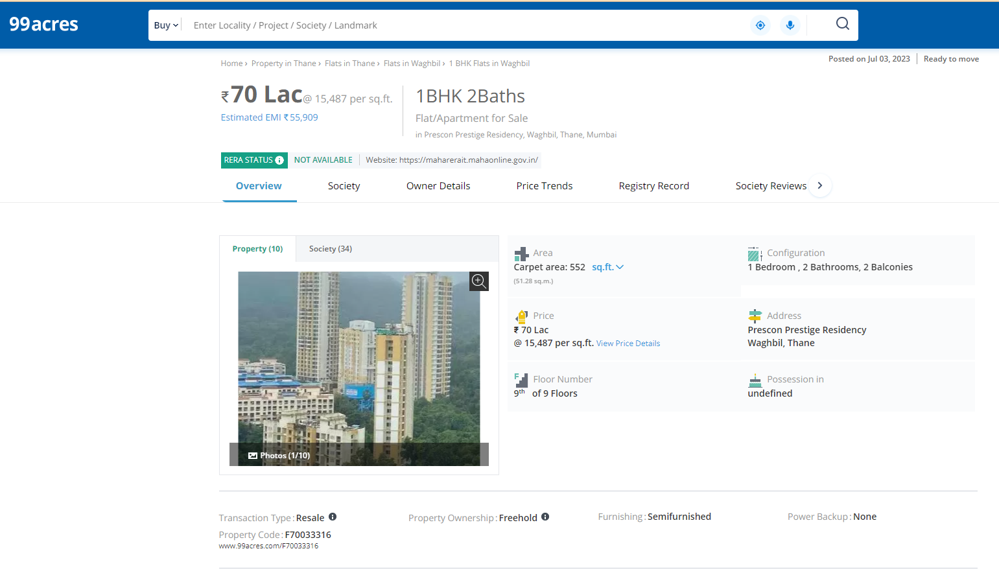 99acres
Buy
Enter Locality / Project / Society / Landmark
Home › Property in Thane › Flats in Thane › Flats in Waghbil › 1 BHK Flats in Waghbil
Posted on Jul 03, 2023 | Ready to move
₹70 Lac @ 15,487 per sq.ft.
Estimated EMI ₹55,909
1BHK 2Baths
Flat/Apartment for Sale
in Prescon Prestige Residency, Waghbil, Thane, Mumbai
RERA STATUS NOT AVAILABLE | Website: https://maharerait.mahaonline.gov.in/
Overview
Society
Owner Details
Price Trends
Registry Record
Society Reviews
Property (10)
Society (34)
Photos (1/10)
Area
Carpet area: 552 sq.ft.
(51.28 sq.m.)
Configuration
1 Bedroom , 2 Bathrooms, 2 Balconies
Price
₹ 70 Lac
@ 15,487 per sq.ft. View Price Details
Address
Prescon Prestige Residency
Waghbil, Thane
Floor Number
9th of 9 Floors
Possession in
undefined
Transaction Type : Resale
Property Ownership : Freehold
Furnishing : Semifurnished
Power Backup : None
Property Code : F70033316
www.99acres.com/F70033316